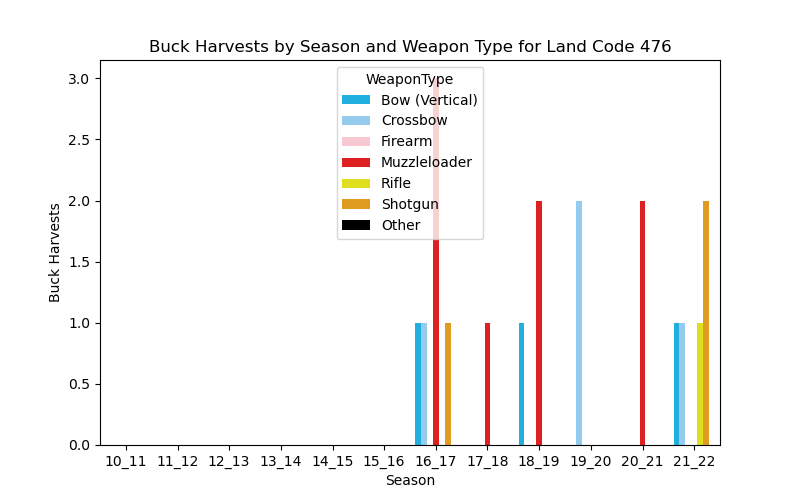 Buck Harvests by Season and Weapon Type for Land Code 476
WeaponType
Bow (Vertical)
Crossbow
Firearm
Muzzleloader
Rifle
Shotgun
Other
Buck Harvests
3.0
2.5
2.0
1.5
1.0
0.5
0.0
10_11 11_12 12_13 13_14 14_15 15_16 16_17 17_18 18_19 19_20 20_21 21_22
Season